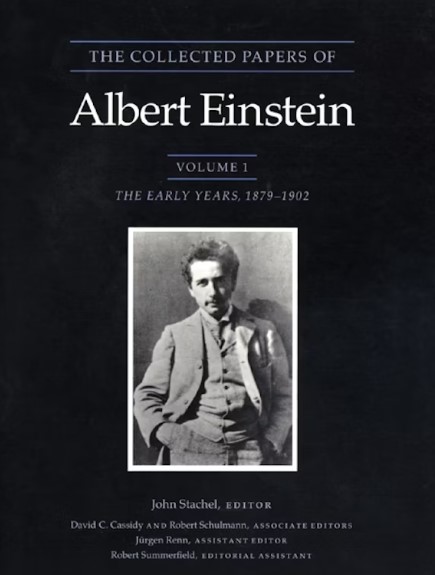 THE COLLECTED PAPERS OF
Albert Einstein
VOLUME 1
THE EARLY YEARS, 1879–1902
John Stachel, EDITOR
David C. Cassidy AND Robert Schulmann, ASSOCIATE EDITORS
Jürgen Renn, ASSISTANT EDITOR
Robert Summerfield, EDITORIAL ASSISTANT